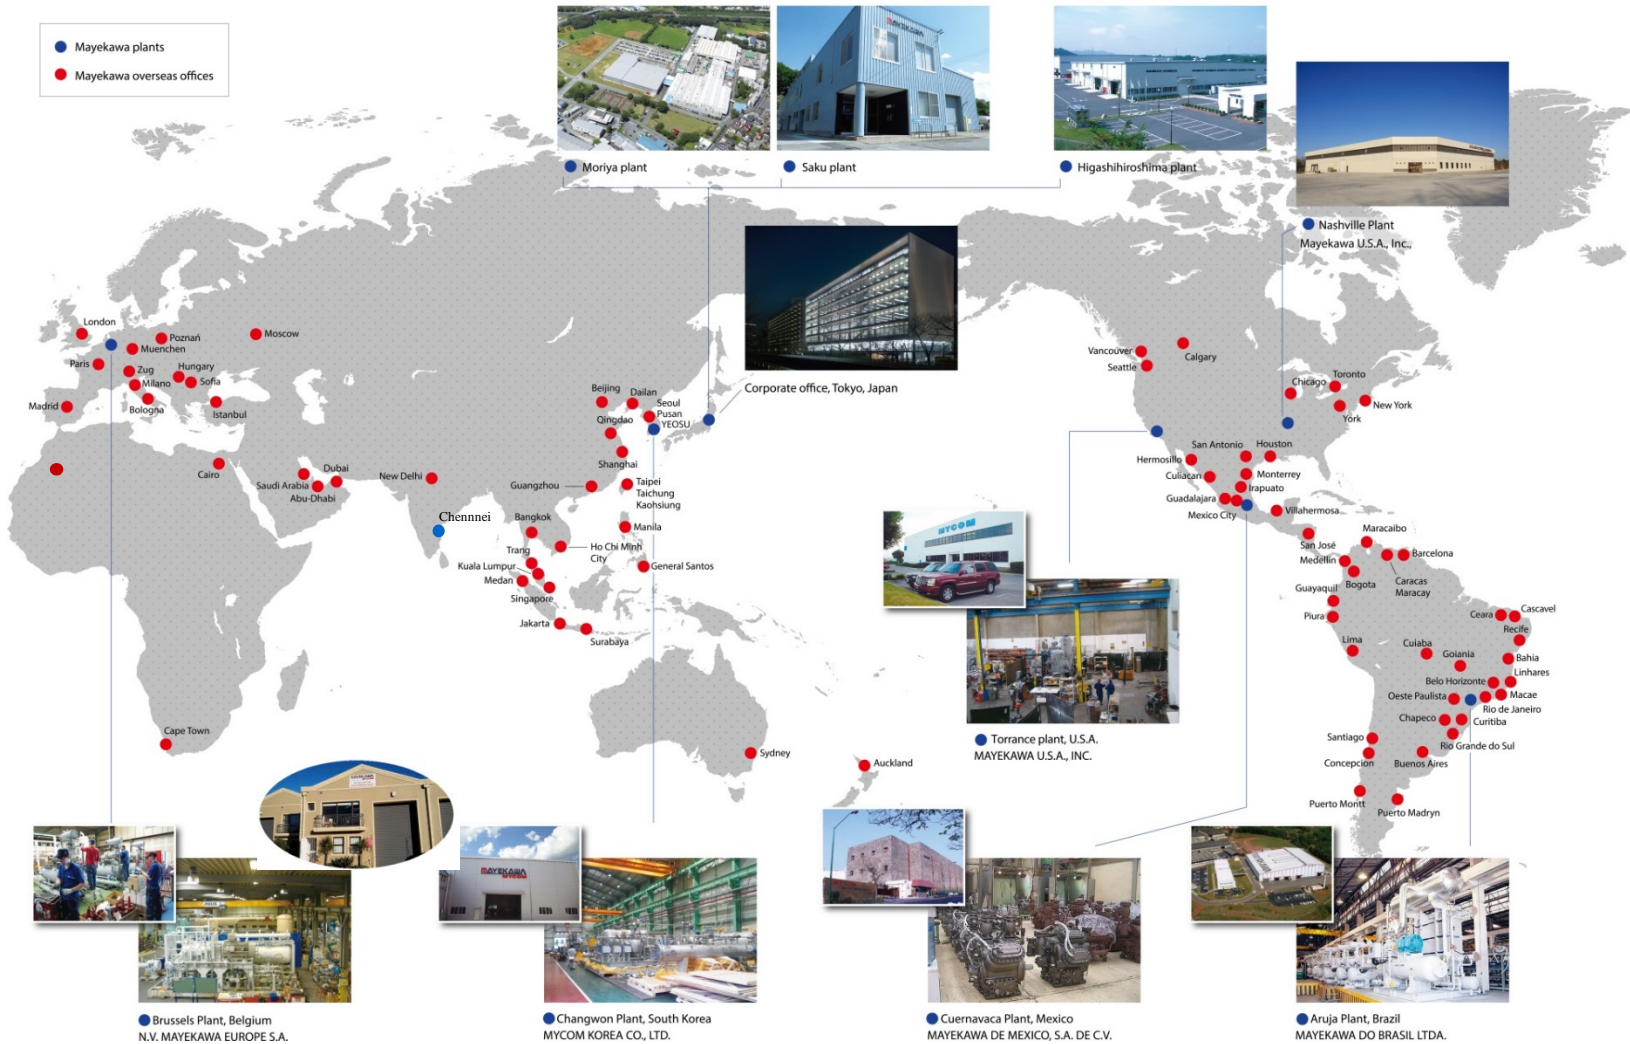 Mayekawa plants
Mayekawa overseas offices
MAYEKAWA
Moriya plant
Saku plant
Higashihiroshima plant
Nashville Plant
Mayekawa U.S.A., Inc.,
Corporate office, Tokyo, Japan
London
Poznań
Moscow
Muenchen
Paris
Zug
Hungary
Milano
Sofia
Madrid
Bologna
Istanbul
Cairo
Saudi Arabia
Dubai
Abu-Dhabi
New Delhi
Chennnei
Beijing
Dailan
Seoul
Pusan
YEOSU
Qingdao
Shanghai
Guangzhou
Taipei
Taichung
Kaohsiung
Bangkok
Manila
Trang
Ho Chi Minh
City
Kuala Lumpur
General Santos
Medan
Singapore
Jakarta
Surabaya
Cape Town
Sydney
Auckland
Vancouver
Calgary
Seattle
Chicago
Toronto
New York
York
San Antonio
Houston
Hermosillo
Culiacan
Monterrey
Irapuato
Guadalajara
Mexico City
Villahermosa
Maracaibo
San José
Medellin
Barcelona
Bogota
Caracas
Maracay
Guayaquil
Piura
Ceara
Cascavel
Recife
Lima
Cuiaba
Goiania
Bahia
Linhares
Belo Horizonte
Oeste Paulista
Macae
Rio de Janeiro
Chapeco
Curitiba
Santiago
Rio Grande do Sul
Concepcion
Buenos Aires
Puerto Montt
Puerto Madryn
MYCOM
Torrance plant, U.S.A.
MAYEKAWA U.S.A., INC.
MAYEKAWA
MYCOM
Brussels Plant, Belgium
N.V. MAYEKAWA EUROPE S.A.
Changwon Plant, South Korea
MYCOM KOREA CO., LTD.
Cuernavaca Plant, Mexico
MAYEKAWA DE MEXICO, S.A. DE C.V.
Aruja Plant, Brazil
MAYEKAWA DO BRASIL LTDA.